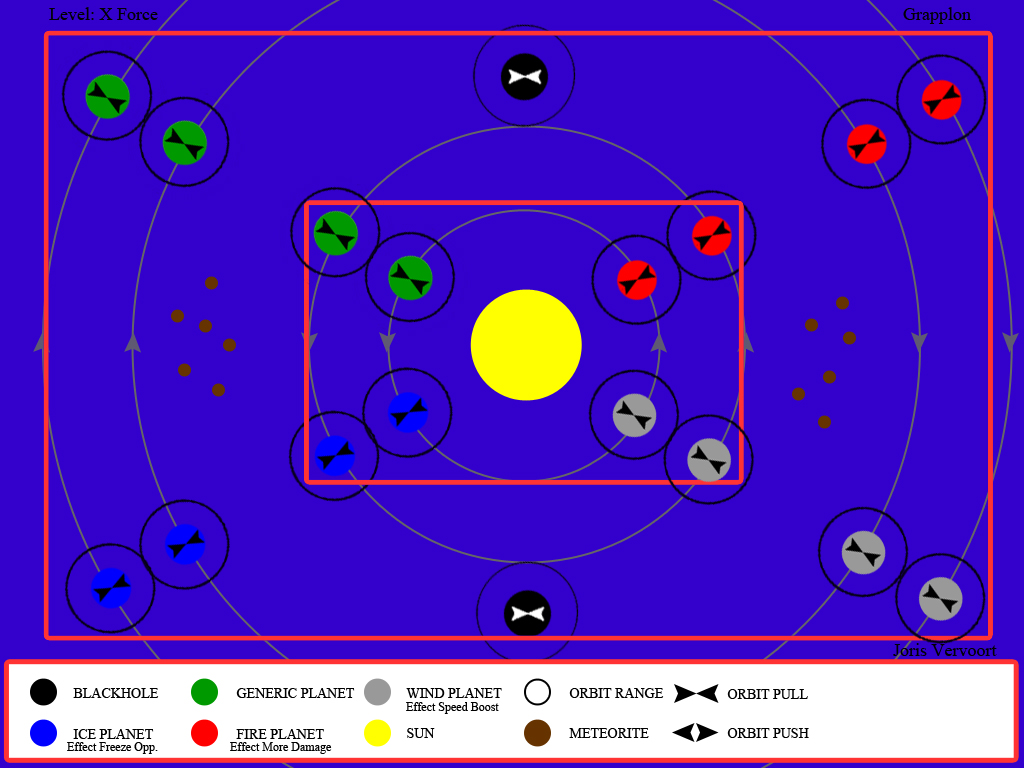 Level: X Force
Grapplon
Joris Vervoort
BLACKHOLE
GENERIC PLANET
WIND PLANET
Effect Speed Boost
ORBIT RANGE
ORBIT PULL
ICE PLANET
Effect Freeze Opp.
FIRE PLANET
Effect More Damage
SUN
METEORITE
ORBIT PUSH